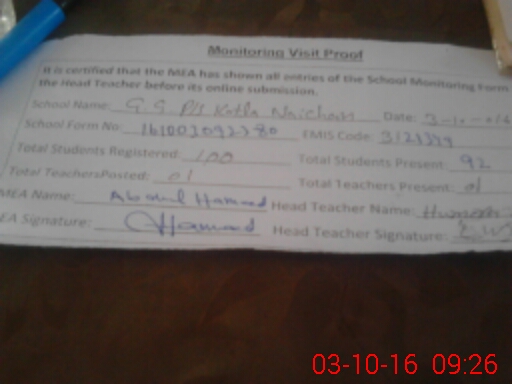 Monitoring Visit Proof
It is certified that the MEA has shown all entries of the School Monitoring Form
the Head Teacher before its online submission.
School Name: G.G. P/S Katla Date: 3-10-
School Form No: EMIS Code:
Total Students Registered: 100 Total Students Present: 92
Total TeachersPosted: 01 Total Teachers Present: 01
MEA Name: Abdul Hameed Head Teacher Name:
EA Signature: Hameed Head Teacher Signature:
03-10-16 09:26